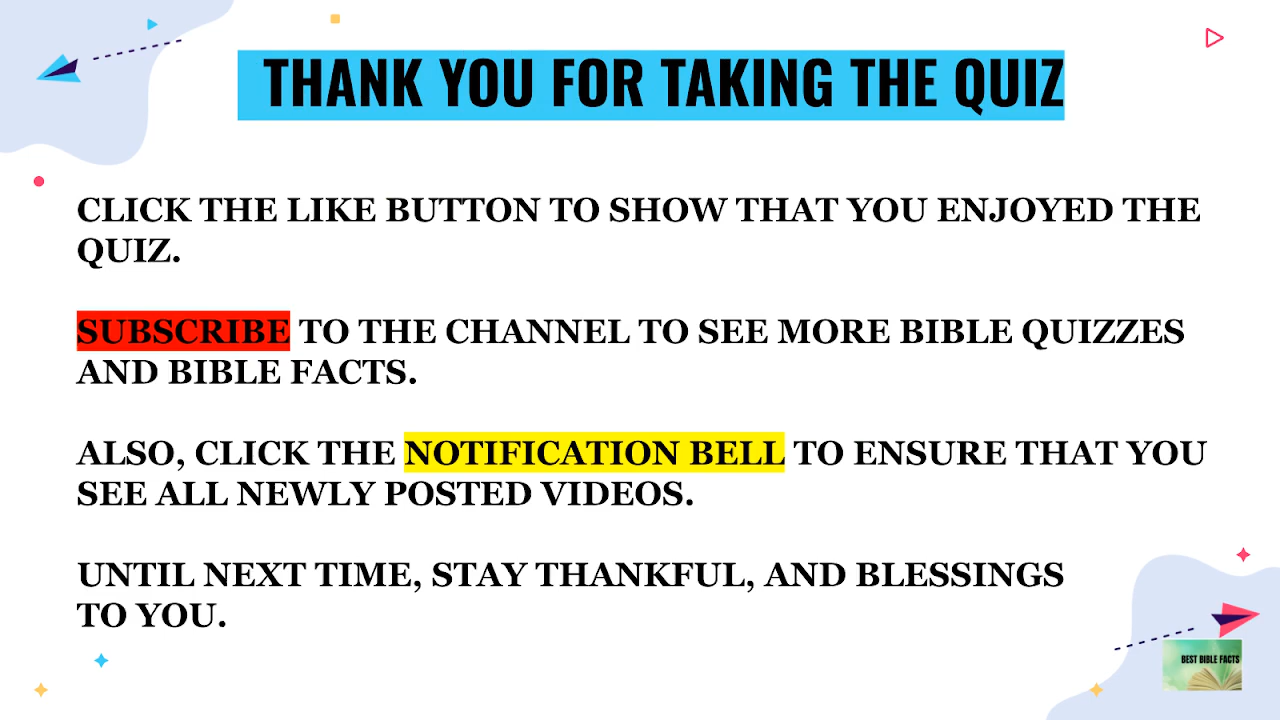 THANK YOU FOR TAKING THE QUIZ
CLICK THE LIKE BUTTON TO SHOW THAT YOU ENJOYED THE
QUIZ.
SUBSCRIBE TO THE CHANNEL TO SEE MORE BIBLE QUIZZES
AND BIBLE FACTS.
ALSO, CLICK THE NOTIFICATION BELL TO ENSURE THAT YOU
SEE ALL NEWLY POSTED VIDEOS.
UNTIL NEXT TIME, STAY THANKFUL, AND BLESSINGS
TO YOU.
BEST BIBLE FACTS